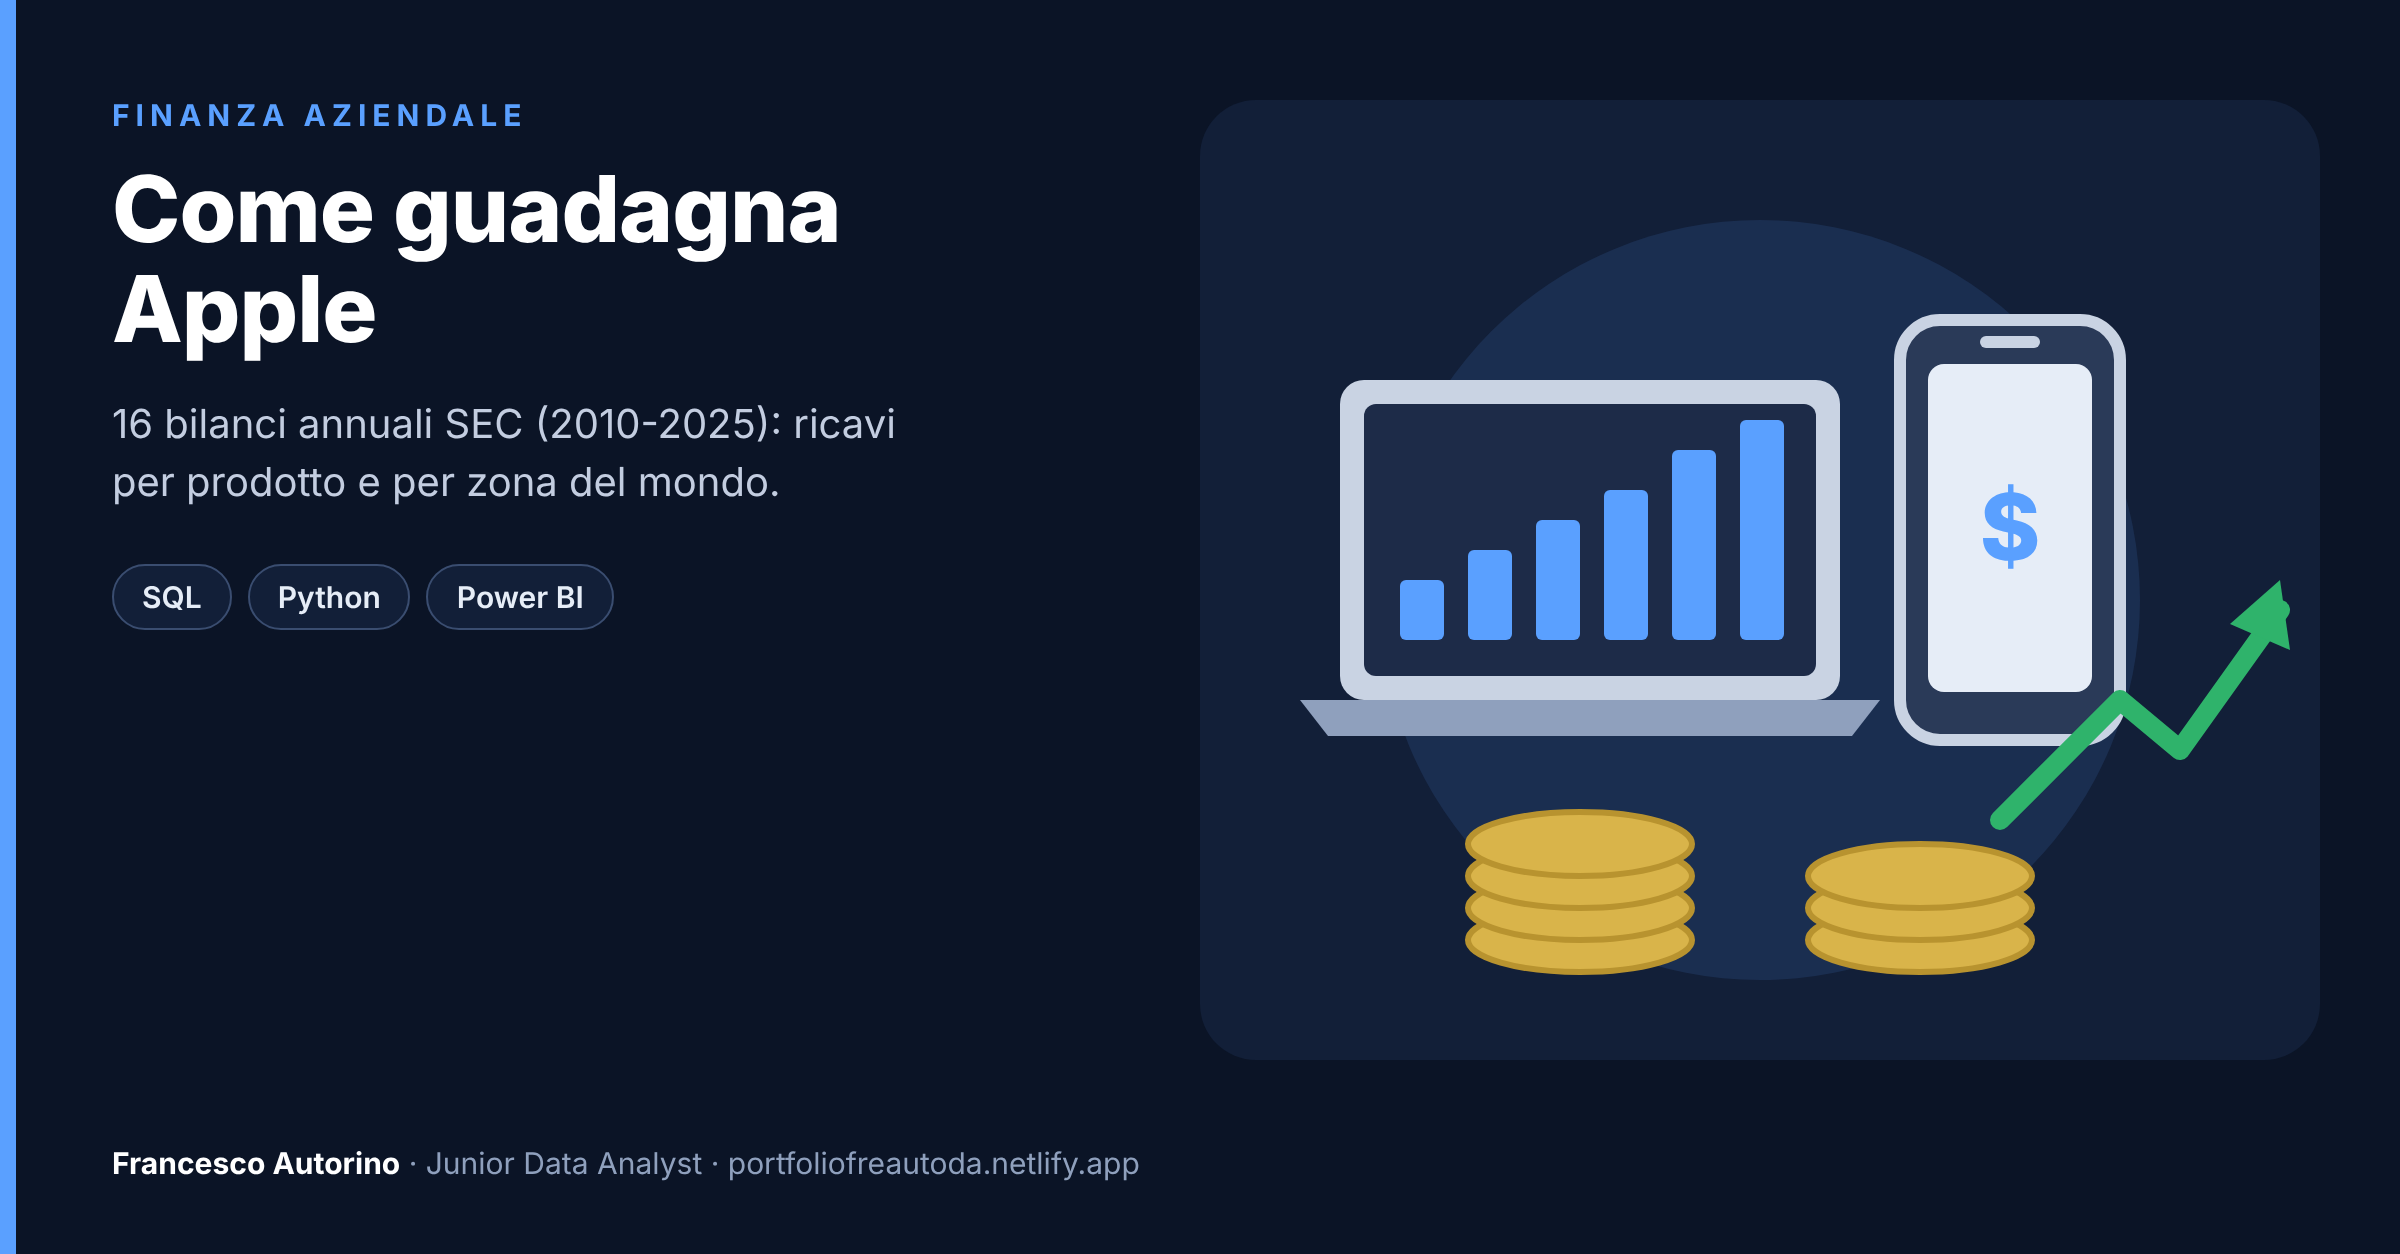 FINANZA AZIENDALE
Come guadagna
Apple
16 bilanci annuali SEC (2010-2025): ricavi
per prodotto e per zona del mondo.
SQL Python Power BI
$
Francesco Autorino · Junior Data Analyst · portfoliofreautoda.netlify.app